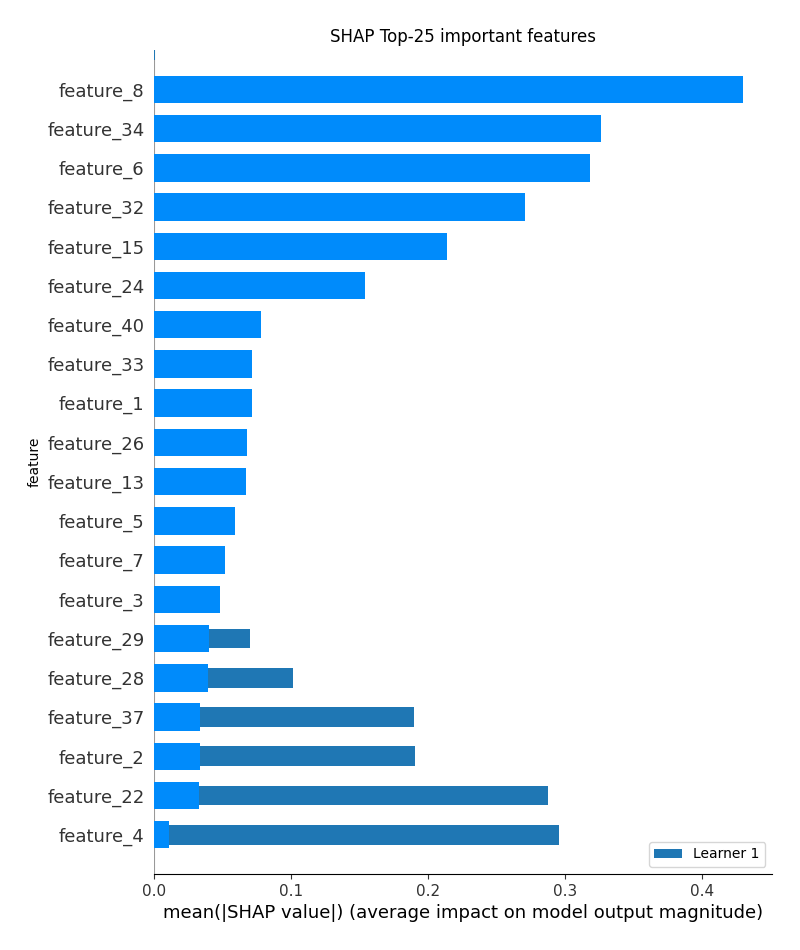 SHAP Top-25 important features
feature_8
feature_34
feature_6
feature_32
feature_15
feature_24
feature_40
feature_33
feature_1
feature_26
feature_13
feature_5
feature_7
feature_3
feature_29
feature_28
feature_37
feature_2
feature_22
feature_4
feature
Learner 1
0.0 0.1 0.2 0.3 0.4
mean(|SHAP value|) (average impact on model output magnitude)